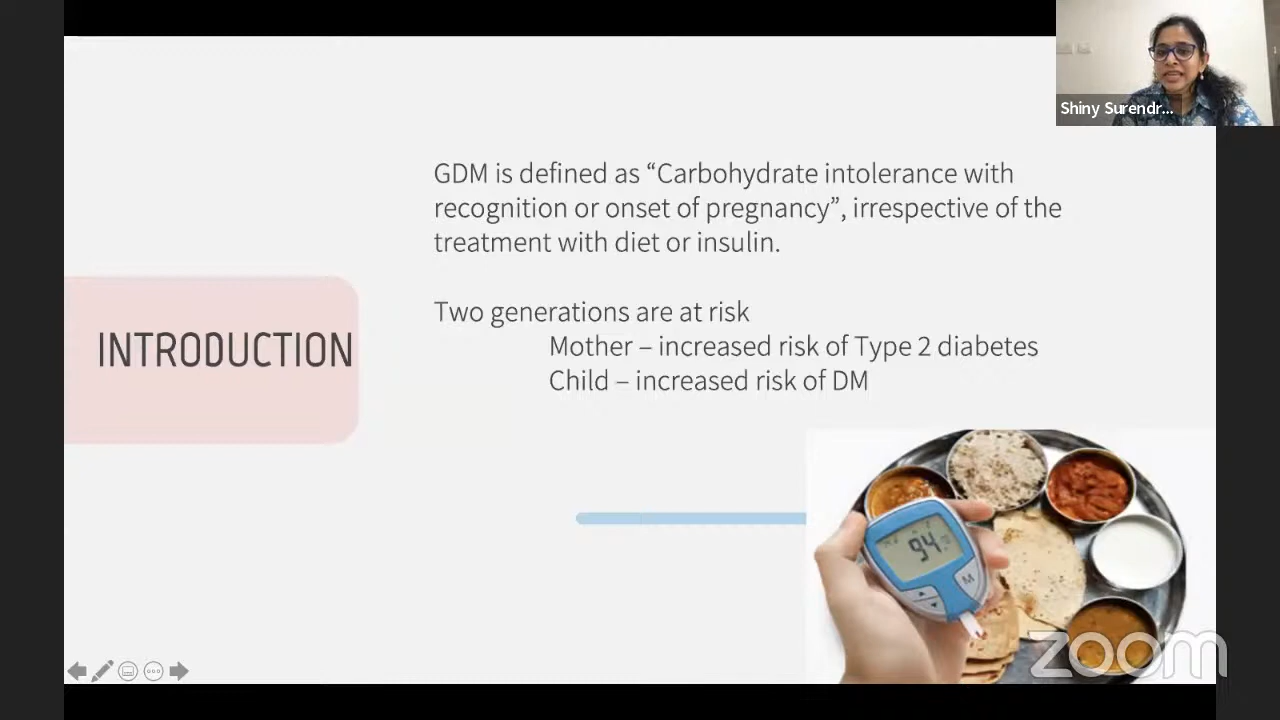 Shiny Surendr...
GDM is defined as “Carbohydrate intolerance with
recognition or onset of pregnancy”, irrespective of the
treatment with diet or insulin.
INTRODUCTION
Two generations are at risk
Mother – increased risk of Type 2 diabetes
Child – increased risk of DM
94
M
zoom